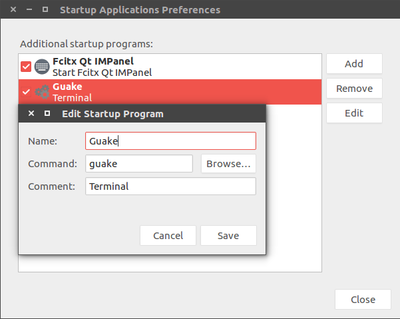 Startup Applications Preferences
Additional startup programs:
Fcitx Qt IMPanel
Start Fcitx Qt IMPanel
Guake
Terminal
Add
Remove
Edit
Edit Startup Program
Name: Guake
Command: guake Browse...
Comment: Terminal
Cancel Save
Close